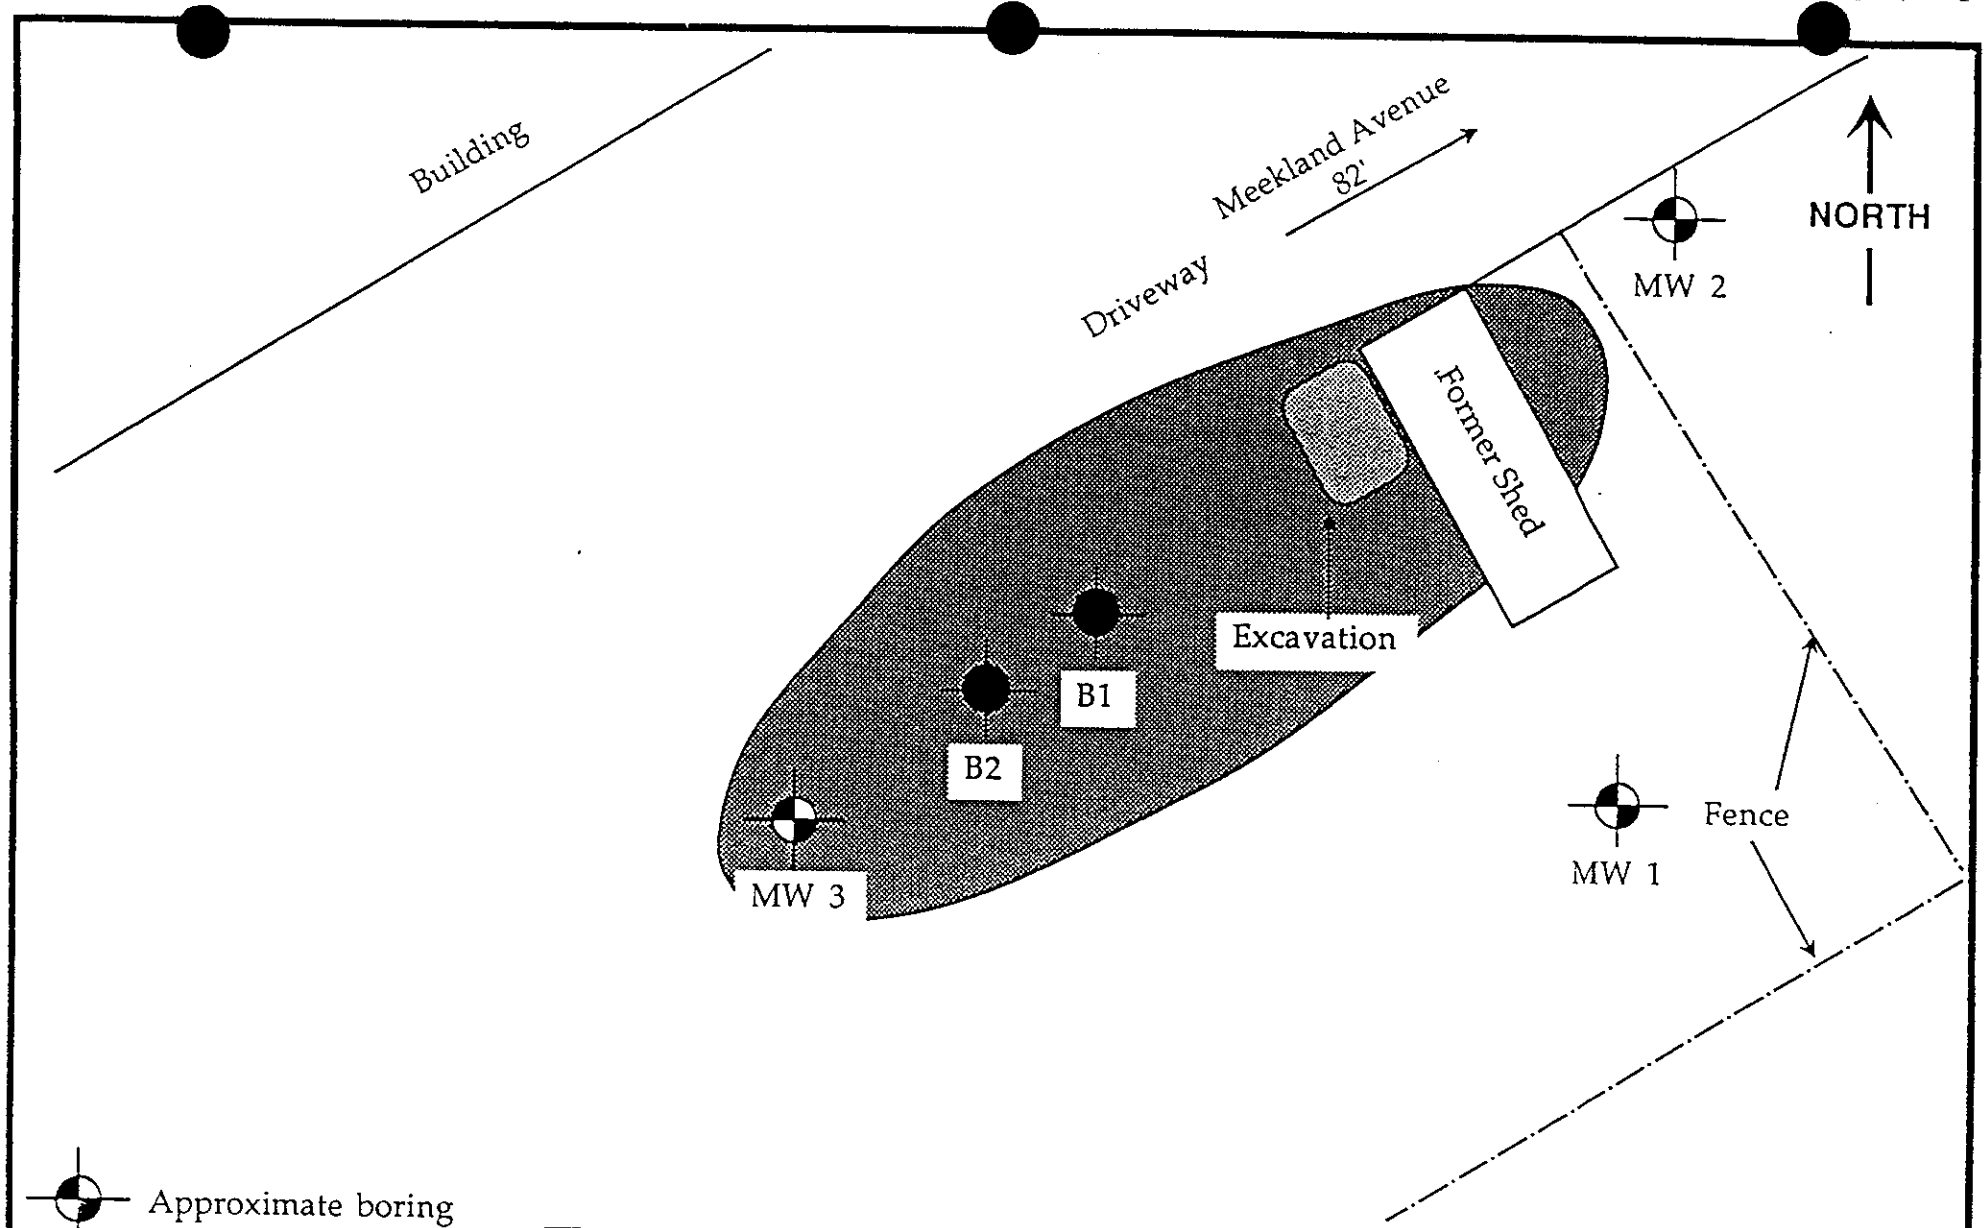 Building
Meekland Avenue
82'
Driveway
NORTH
MW 2
Former Shed
Excavation
B1
B2
MW 3
MW 1
Fence
Approximate boring